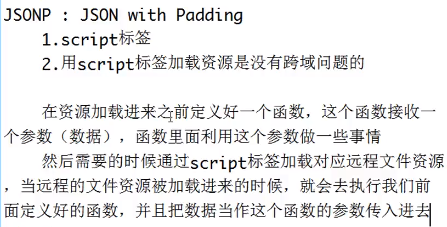 JSONP : JSON with Padding
1.script标签
2.用script标签加载资源是没有跨域问题的
在资源加载进来之前定义好一个函数，这个函数接收一
个参数（数据），函数里面利用这个参数做一些事情
然后需要的时候通过script标签加载对应远程文件资源
，当远程的文件资源被加载进来的时候，就会去执行我们前
面定义好的函数，并且把数据当作这个函数的参数传入进去